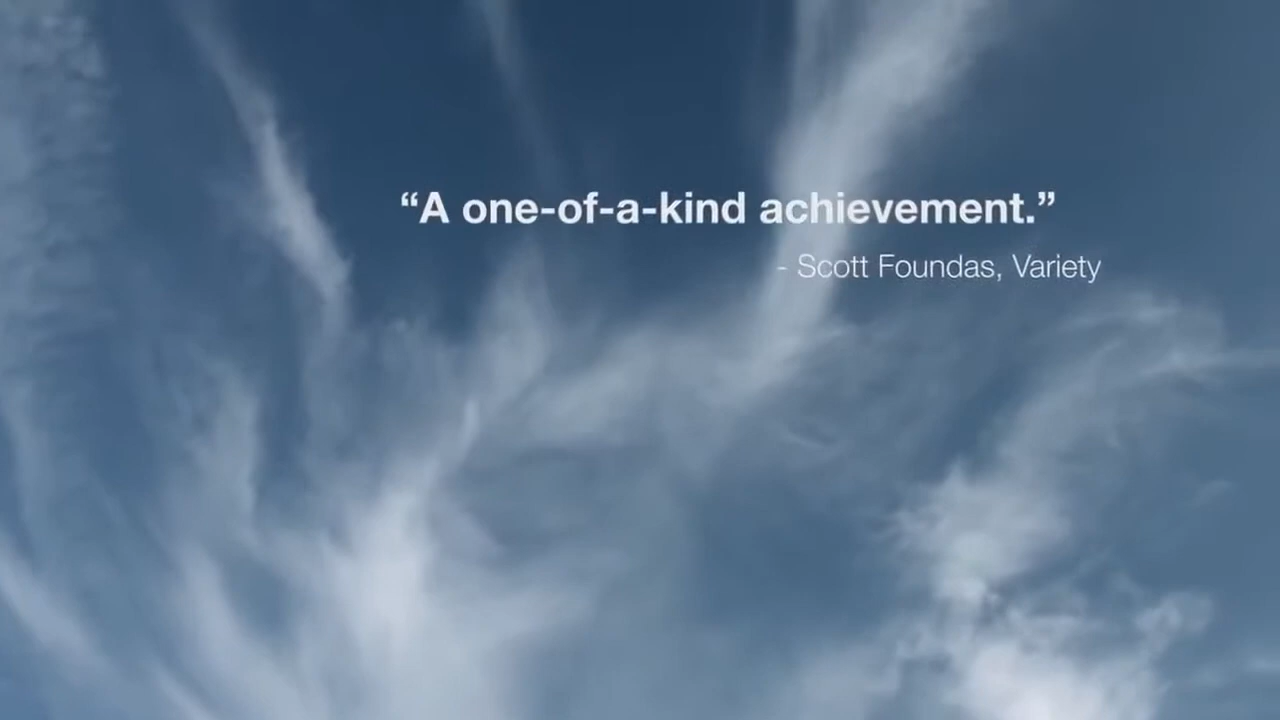 “A one-of-a-kind achievement.”
- Scott Foundas, Variety